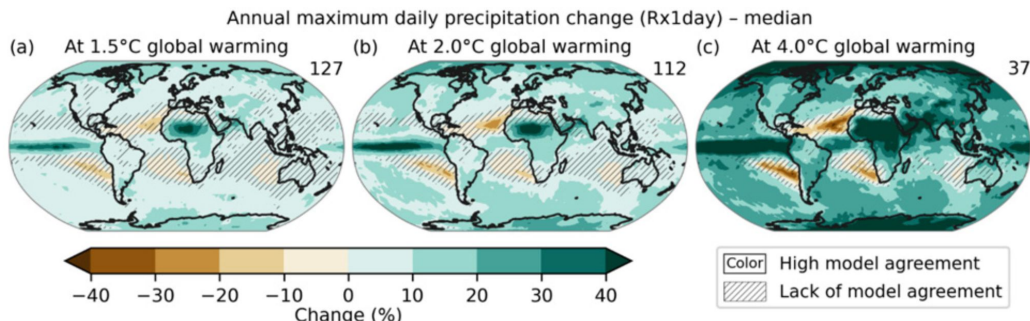 Annual maximum daily precipitation change (Rx1day) – median
(a) At 1.5°C global warming
127
(b) At 2.0°C global warming
112
(c) At 4.0°C global warming
37
−40 −30 −20 −10 0 10 20 30 40
Change (%)
Color High model agreement
Lack of model agreement